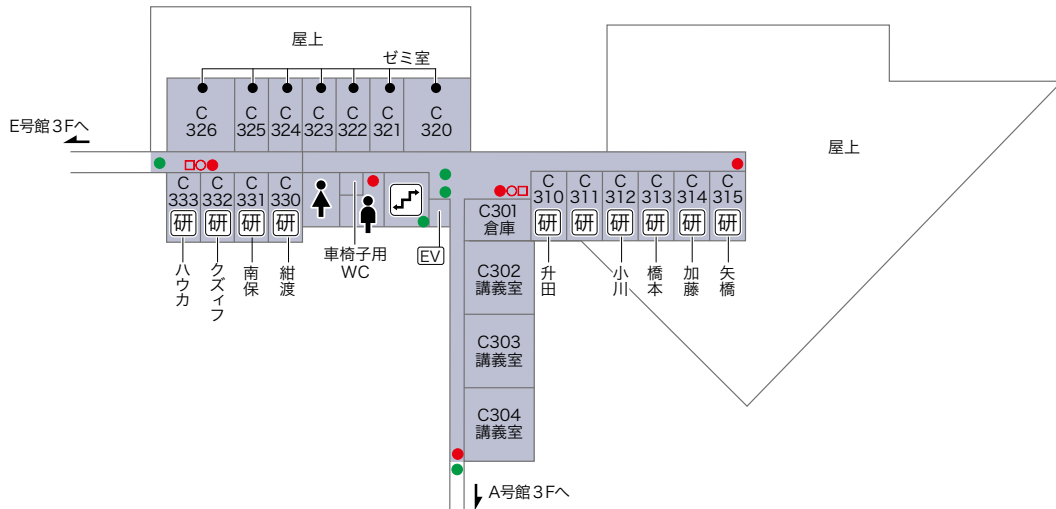 屋上
ゼミ室
C
326
C
325
C
324
C
323
C
322
C
321
C
320
E号館3Fへ
屋上
C
333
研
C
332
研
C
331
研
C
330
研
C
310
研
C
311
研
C
312
研
C
313
研
C
314
研
C
315
研
C301
倉庫
EV
車椅子用
WC
ハウカ
クズィフ
南保
紺渡
升田
小川
橋本
加藤
矢橋
C302
講義室
C303
講義室
C304
講義室
A号館3Fへ